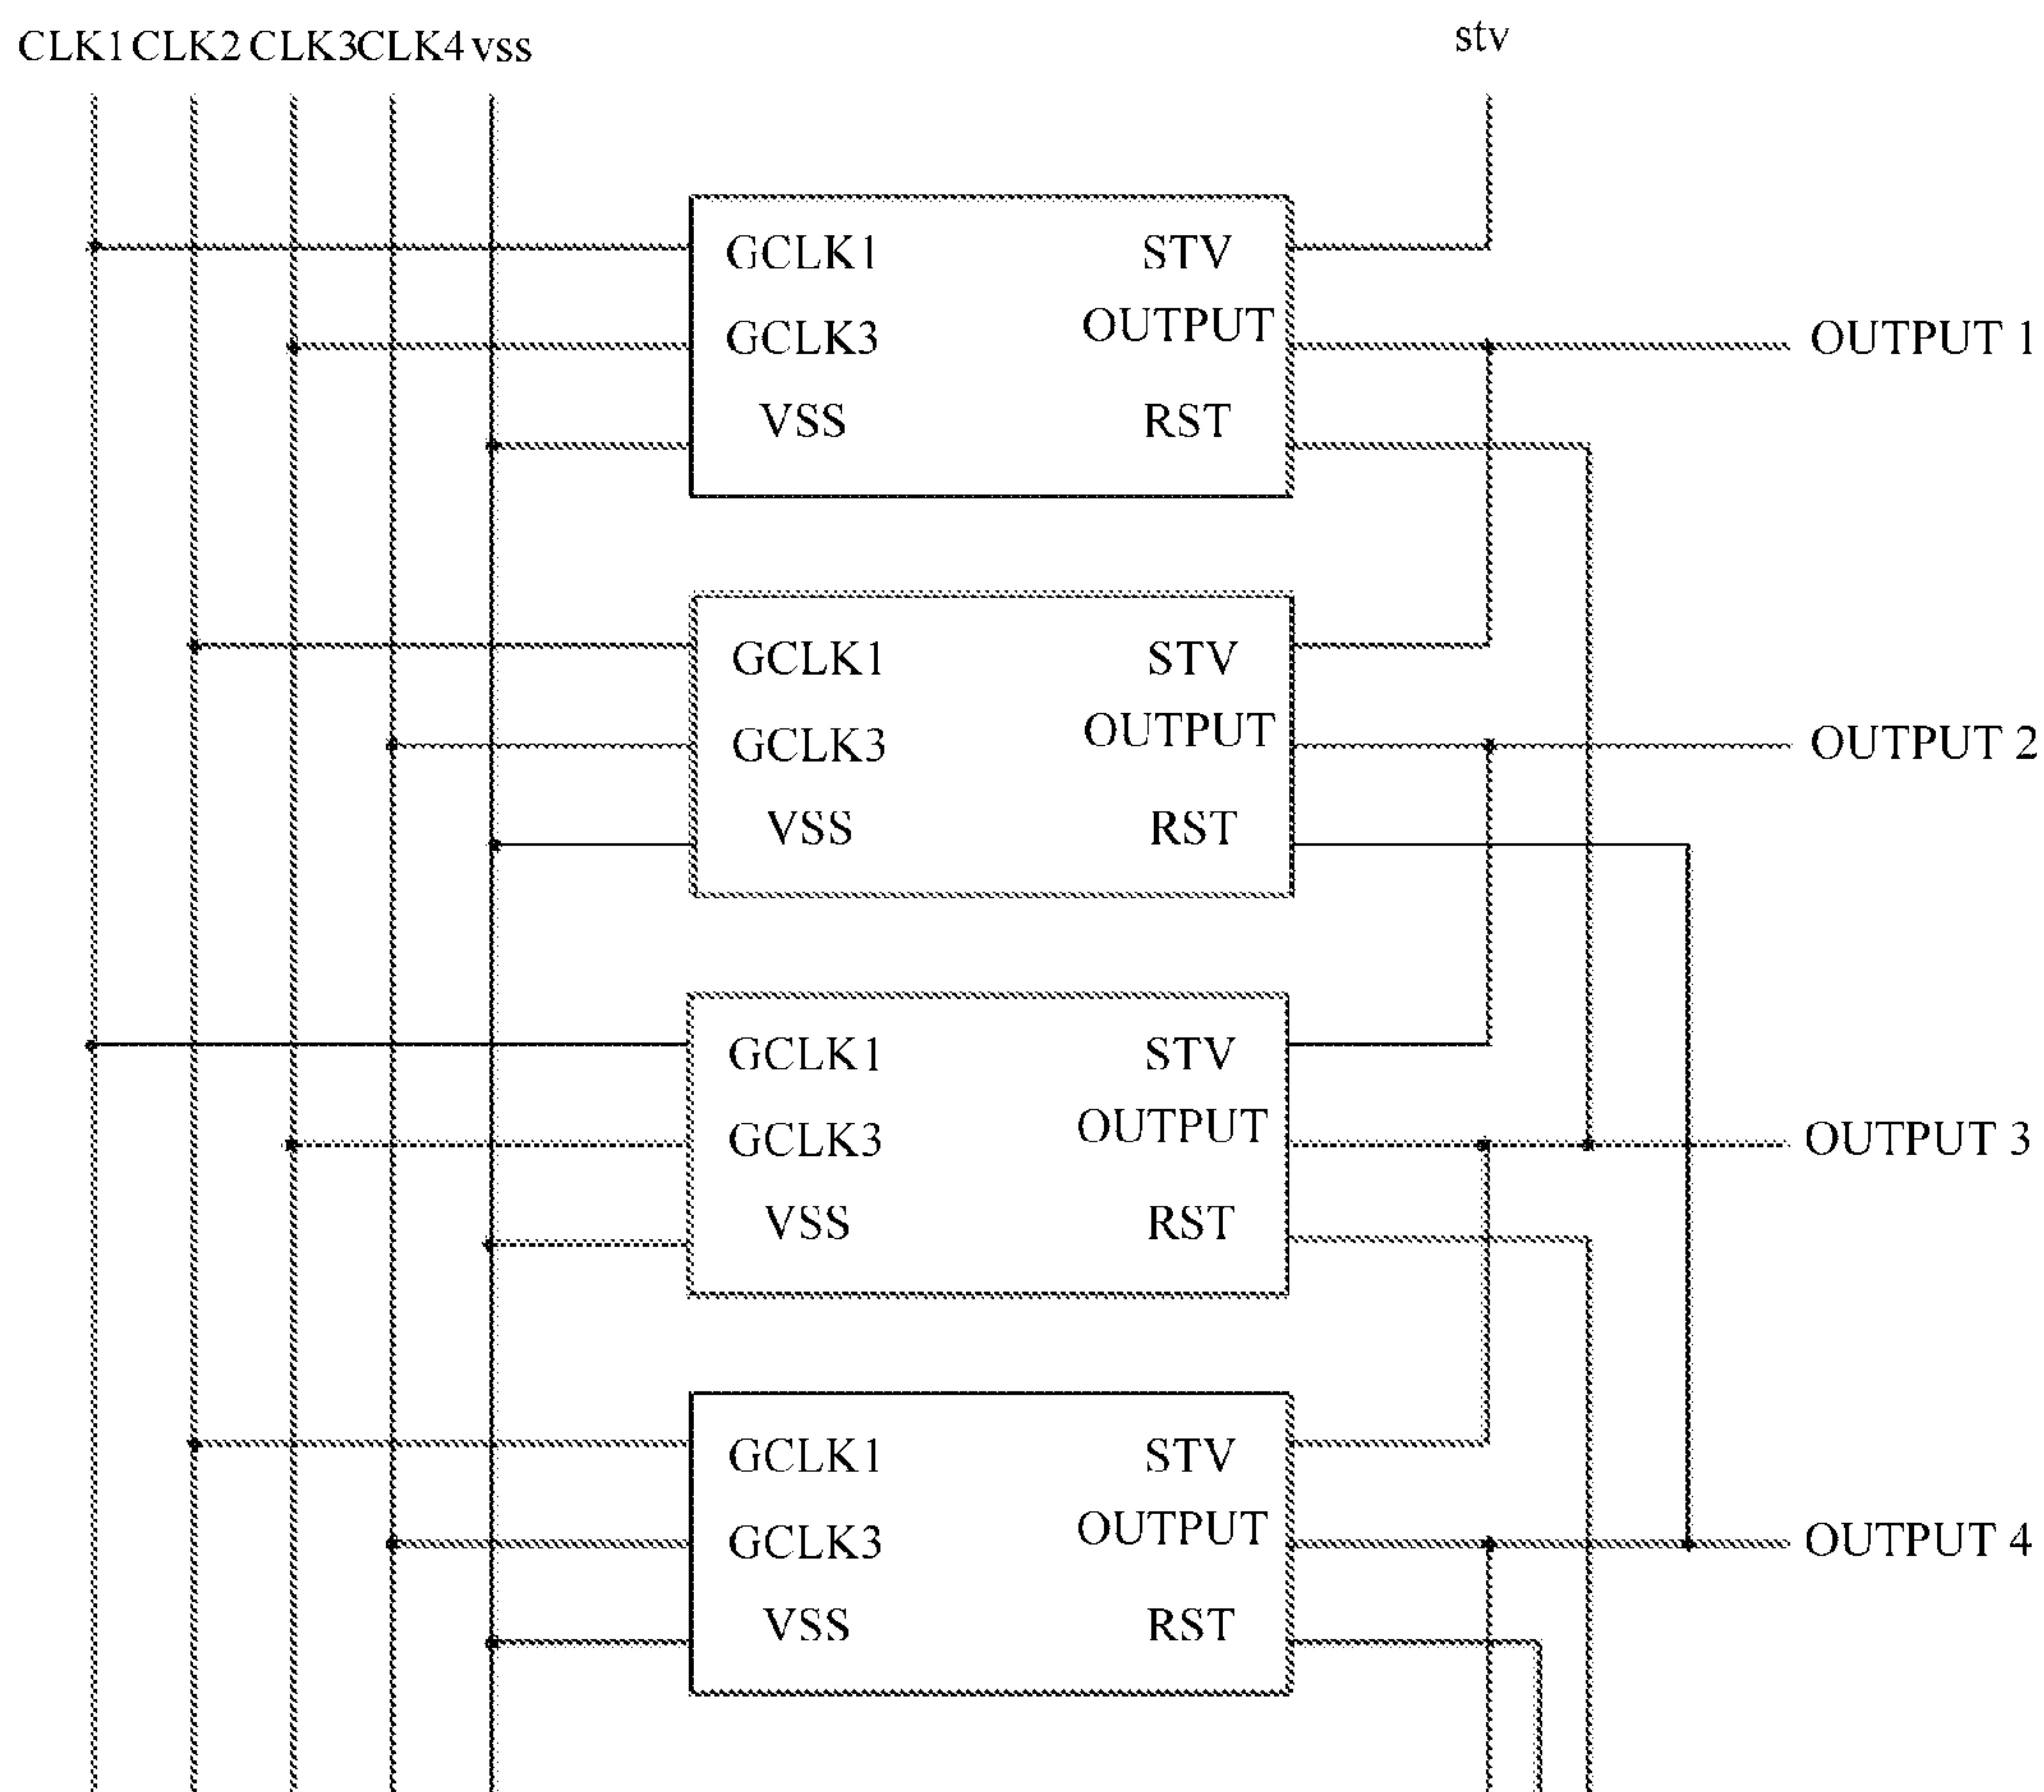 CLK1 CLK2 CLK3 CLK4 vss stv
GCLK1 STV
OUTPUT
GCLK3 OUTPUT 1
VSS RST
GCLK1 STV
OUTPUT
GCLK3 OUTPUT 2
VSS RST
GCLK1 STV
OUTPUT
GCLK3 OUTPUT 3
VSS RST
GCLK1 STV
OUTPUT
GCLK3 OUTPUT 4
VSS RST